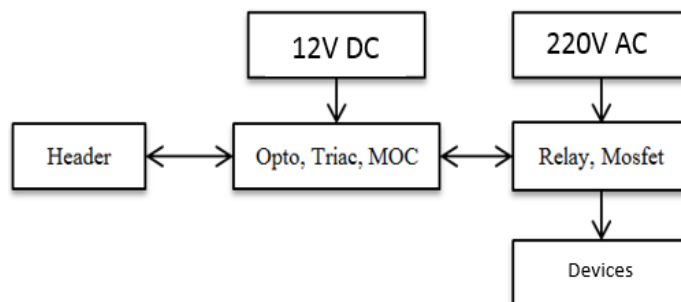 12V DC
220V AC
Header
Opto, Triac, MOC
Relay, Mosfet
Devices